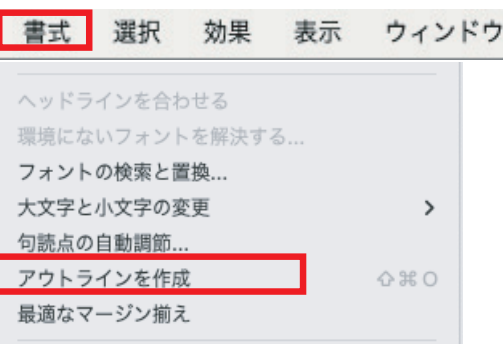 書式 選択 効果 表示 ウィンドウ
ヘッドラインを合わせる
環境にないフォントを解決する...
フォントの検索と置換...
大文字と小文字の変更 >
句読点の自動調節...
アウトラインを作成 ⇧⌘O
最適なマージン揃え